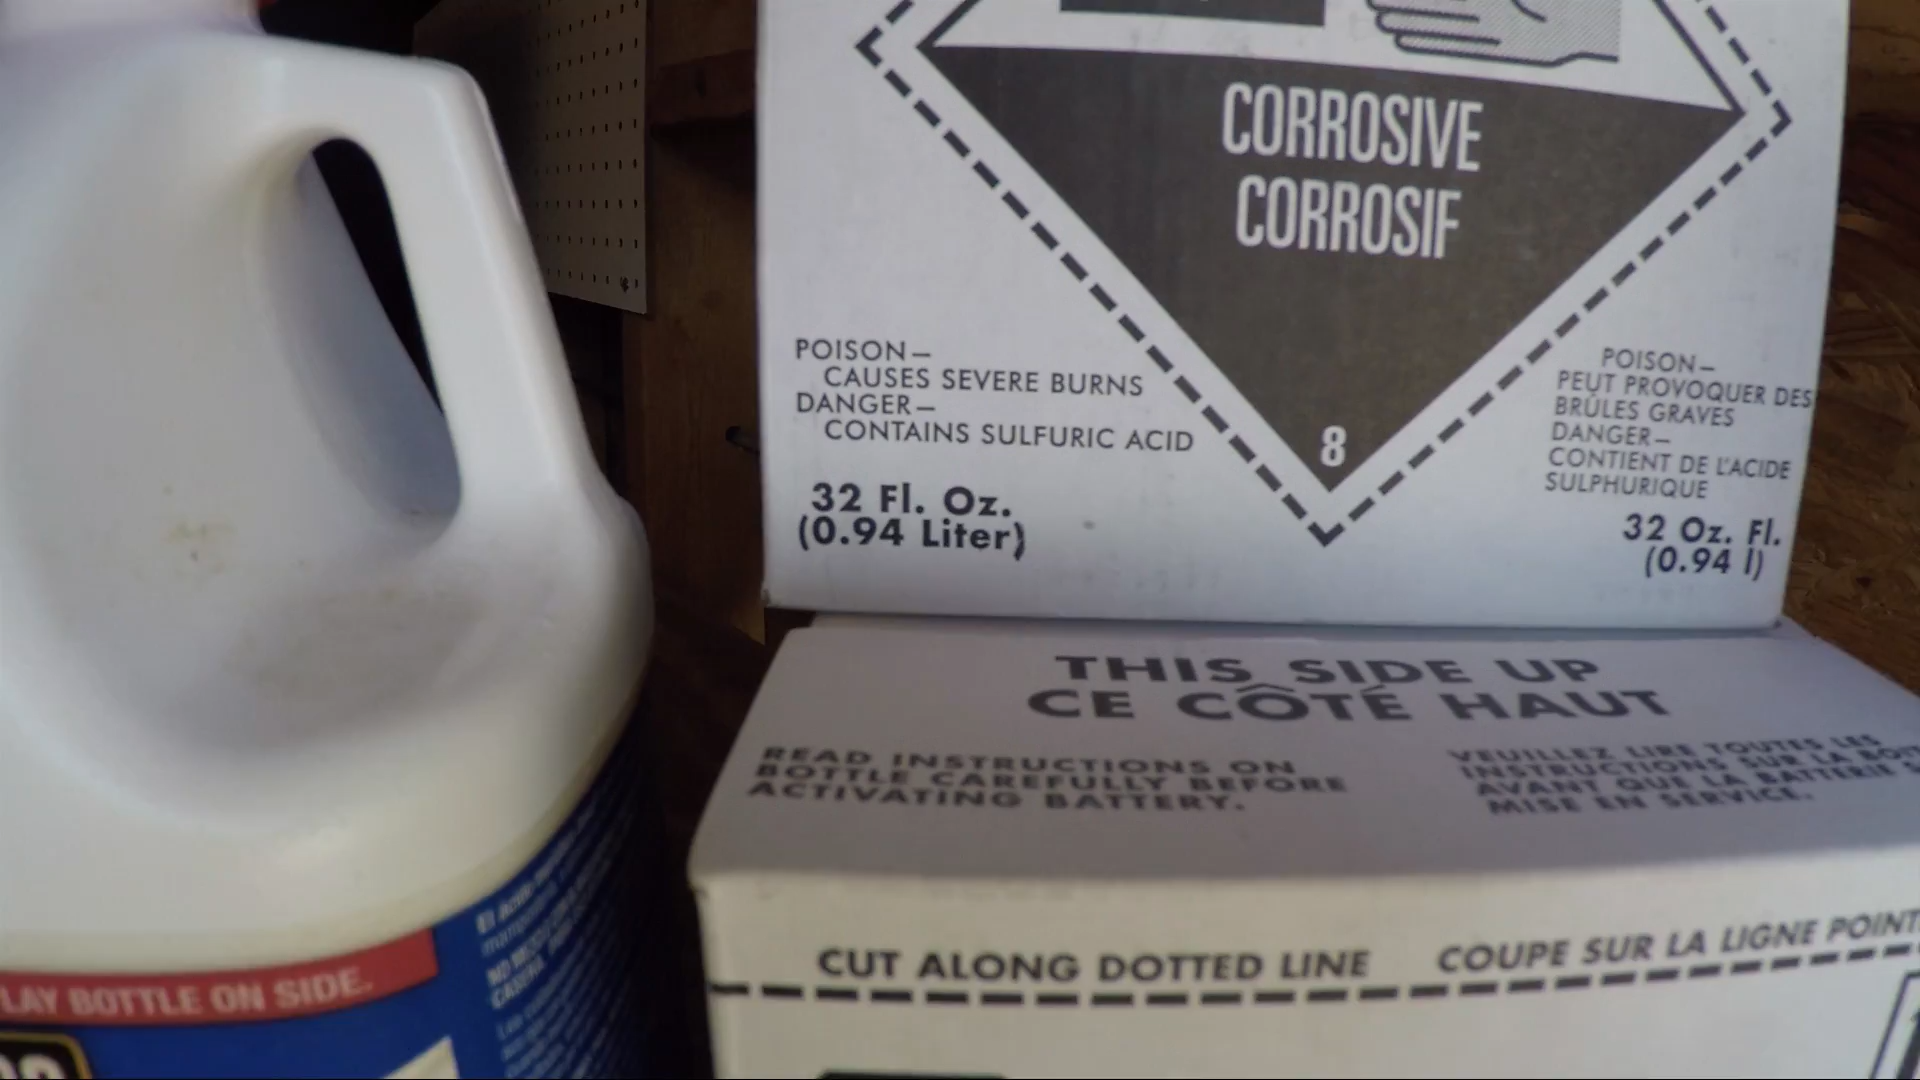 CORROSIVE
CORROSIF
8
POISON—
CAUSES SEVERE BURNS
DANGER—
CONTAINS SULFURIC ACID
32 Fl. Oz.
(0.94 Liter)
POISON—
PEUT PROVOQUER DES
BRÛLES GRAVES
DANGER—
CONTIENT DE L'ACIDE
SULPHURIQUE
32 Oz. Fl.
(0.94 l)
THIS SIDE UP
CE CÔTÉ HAUT
READ INSTRUCTIONS ON
BOTTLE CAREFULLY BEFORE
ACTIVATING BATTERY.
VEUILLEZ LIRE TOUTES LES
INSTRUCTIONS SUR LA
AVANT QUE LA BATTERIE
MISE EN SERVICE.
CUT ALONG DOTTED LINE
COUPE SUR LA LIGNE
LAY BOTTLE ON SIDE.